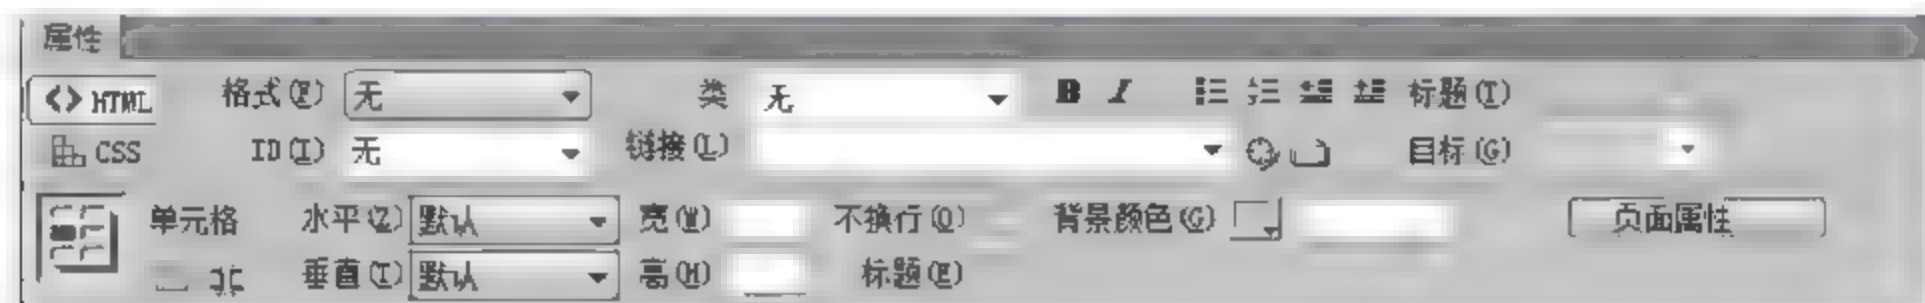 属性
<> HTML 格式(F) 无 类 无 B I 标题(T)
CSS ID(I) 无 链接(L) 目标(G)
单元格 水平(Z) 默认 宽(W) 不换行(O) 背景颜色(G) 页面属性
垂直(T) 默认 高(H) 标题(E)